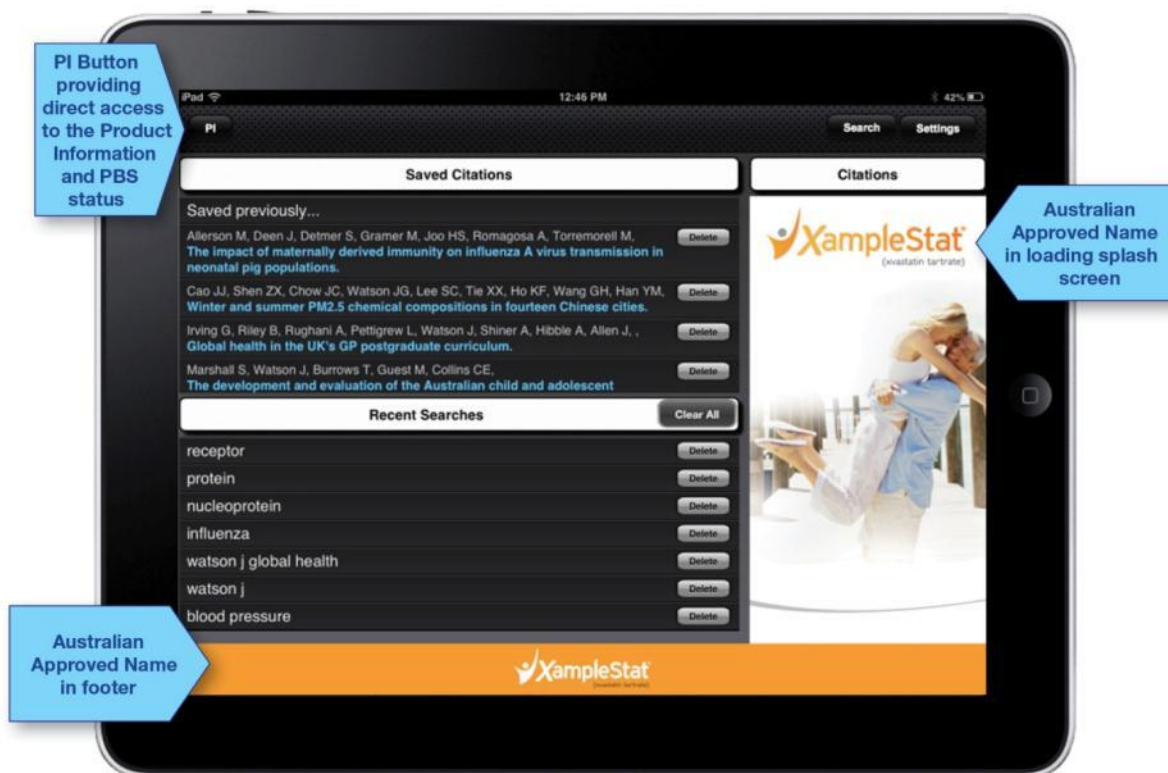 PI Button
providing
direct access
to the Product
Information
and PBS
status
iPad
12:46 PM
42%
PI
Search
Settings
Saved Citations
Citations
Saved previously...
Allerson M, Deen J, Detmer S, Gramer M, Joo HS, Romagosa A, Torremorell M,
The impact of maternally derived immunity on influenza A virus transmission in
neonatal pig populations.
Delete
Cao JJ, Shen ZX, Chow JC, Watson JG, Lee SC, Tie XX, Ho KF, Wang GH, Han YM,
Winter and summer PM2.5 chemical compositions in fourteen Chinese cities.
Delete
Irving G, Riley B, Rughani A, Pettigrew L, Watson J, Shiner A, Hibble A, Allen J, ,
Global health in the UK's GP postgraduate curriculum.
Delete
Marshall S, Watson J, Burrows T, Guest M, Collins CE,
The development and evaluation of the Australian child and adolescent
Delete
Recent Searches
Clear All
receptor
Delete
protein
Delete
nucleoprotein
Delete
influenza
Delete
watson j global health
Delete
watson j
Delete
blood pressure
Delete
XampleStat
(xvastatin tartrate)
Australian
Approved Name
in loading splash
screen
Australian
Approved Name
in footer
XampleStat
(xvastatin tartrate)